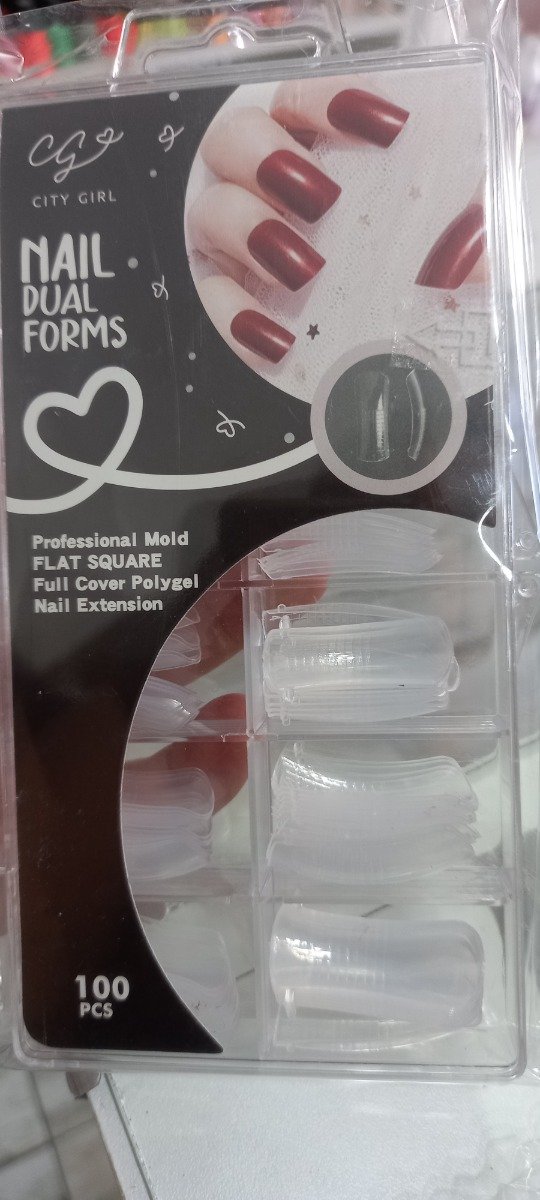 CG
CITY GIRL
NAIL
DUAL
FORMS
Professional Mold
FLAT SQUARE
Full Cover Polygel
Nail Extension
100
PCS